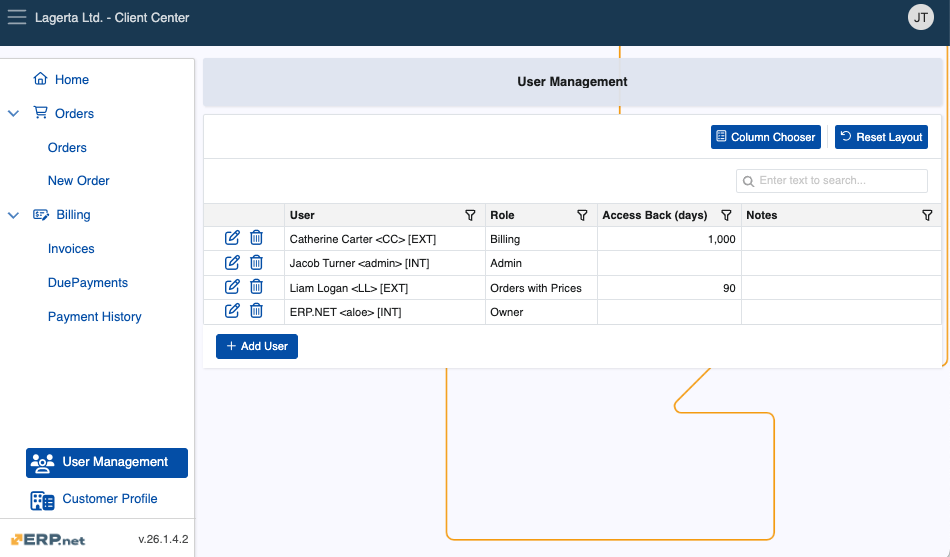 Lagerta Ltd. - Client Center
JT
Home
Orders
Orders
New Order
Billing
Invoices
DuePayments
Payment History
User Management
Customer Profile
ERP.net
v.26.1.4.2
User Management
Column Chooser
Reset Layout
Enter text to search...
User Role Access Back (days) Notes
Catherine Carter <CC> [EXT] Billing 1,000
Jacob Turner <admin> [INT] Admin
Liam Logan <LL> [EXT] Orders with Prices 90
ERP.NET <aloe> [INT] Owner
Add User